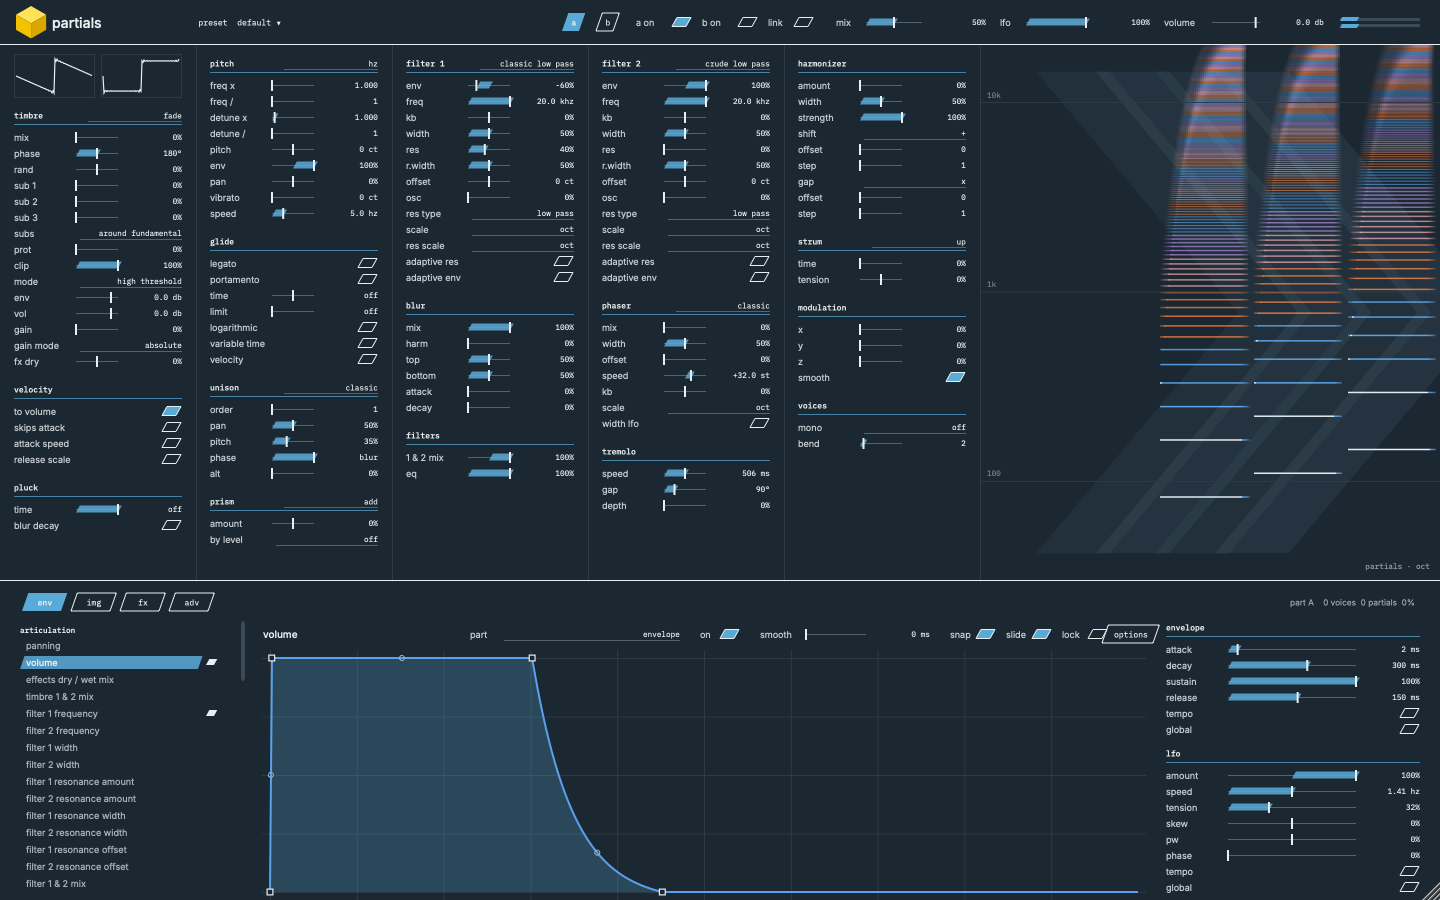 partials
preset default ▾
a b a on b on link mix 50% lfo 100% volume 0.0 db
timbre fade
mix 0%
phase 180°
rand 0%
sub 1 0%
sub 2 0%
sub 3 0%
subs around fundamental
prot 0%
clip 100%
mode high threshold
env 0.0 db
vol 0.0 db
gain 0%
gain mode absolute
fx dry 0%
velocity
to volume
skips attack
attack speed
release scale
pluck
time off
blur decay
pitch hz
freq x 1.000
freq / 1
detune x 1.000
detune / 1
pitch 0 ct
env 100%
pan 0%
vibrato 0 ct
speed 5.0 hz
glide
legato
portamento
time off
limit off
logarithmic
variable time
velocity
unison classic
order 1
pan 50%
pitch 35%
phase blur
alt 0%
prism add
amount 0%
by level off
filter 1 classic low pass
env -60%
freq 20.0 khz
kb 0%
width 50%
res 40%
r.width 50%
offset 0 ct
osc 0%
res type low pass
scale oct
res scale oct
adaptive res
adaptive env
blur
mix 100%
harm 0%
top 50%
bottom 50%
attack 0%
decay 0%
filters
1 & 2 mix 100%
eq 100%
filter 2 crude low pass
env 100%
freq 20.0 khz
kb 0%
width 50%
res 0%
r.width 50%
offset 0 ct
osc 0%
res type low pass
scale oct
res scale oct
adaptive res
adaptive env
phaser classic
mix 0%
width 50%
offset 0%
speed +32.0 st
kb 0%
scale oct
width lfo
tremolo
speed 506 ms
gap 90°
depth 0%
harmonizer
amount 0%
width 50%
strength 100%
shift +
offset 0
step 1
gap x
offset 0
step 1
strum up
time 0%
tension 0%
modulation
x 0%
y 0%
z 0%
smooth
voices
mono off
bend 2
10k
1k
100
partials - oct
env img fx adv
part A 0 voices 0 partials 0%
articulation
panning
volume
effects dry / wet mix
timbre 1 & 2 mix
filter 1 frequency
filter 2 frequency
filter 1 width
filter 2 width
filter 1 resonance amount
filter 2 resonance amount
filter 1 resonance width
filter 2 resonance width
filter 1 resonance offset
filter 2 resonance offset
filter 1 & 2 mix
volume part envelope on smooth 0 ms snap slide lock options
envelope
attack 2 ms
decay 300 ms
sustain 100%
release 150 ms
tempo
global
lfo
amount 100%
speed 1.41 hz
tension 32%
skew 0%
pw 0%
phase 0%
tempo
global